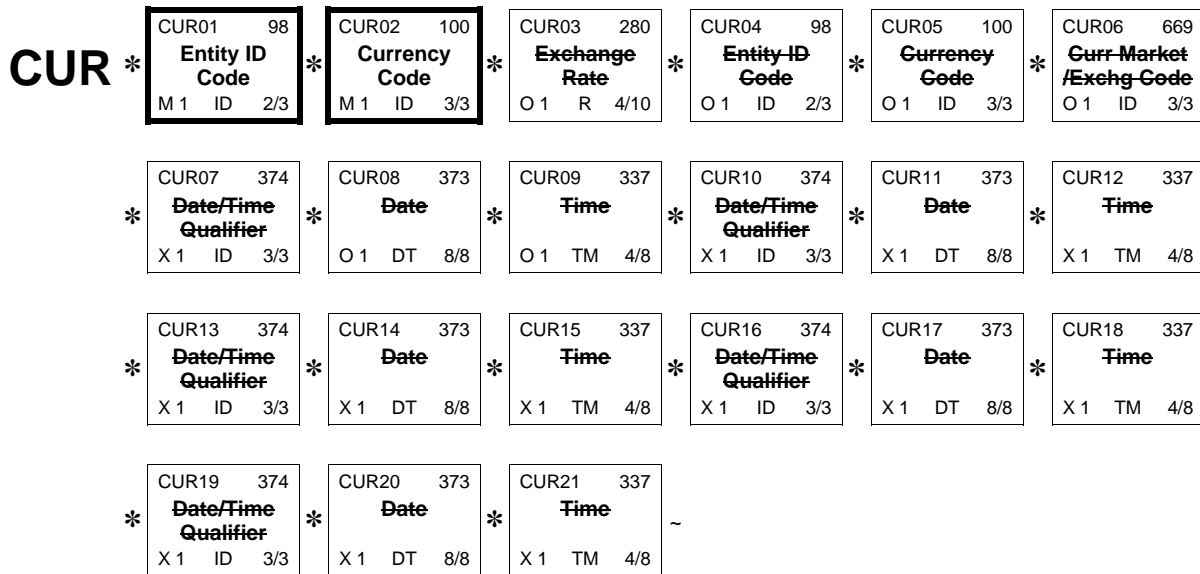 CUR01 98 CUR02 100 CUR03 280 CUR04 98 CUR05 100 CUR06 669
CUR * Entity ID * Currency * Exchange * Entity ID * Currency * Curr Market
Code Code Rate Code Code /Exchg Code
M 1 ID 2/3 M 1 ID 3/3 O 1 R 4/10 O 1 ID 2/3 O 1 ID 3/3 O 1 ID 3/3
CUR07 374 CUR08 373 CUR09 337 CUR10 374 CUR11 373 CUR12 337
* Date/Time * Date * Time * Date/Time * Date * Time
Qualifier Qualifier
X 1 ID 3/3 O 1 DT 8/8 O 1 TM 4/8 X 1 ID 3/3 X 1 DT 8/8 X 1 TM 4/8
CUR13 374 CUR14 373 CUR15 337 CUR16 374 CUR17 373 CUR18 337
* Date/Time * Date * Time * Date/Time * Date * Time
Qualifier Qualifier
X 1 ID 3/3 X 1 DT 8/8 X 1 TM 4/8 X 1 ID 3/3 X 1 DT 8/8 X 1 TM 4/8
CUR19 374 CUR20 373 CUR21 337
* Date/Time * Date * Time ~
Qualifier
X 1 ID 3/3 X 1 DT 8/8 X 1 TM 4/8